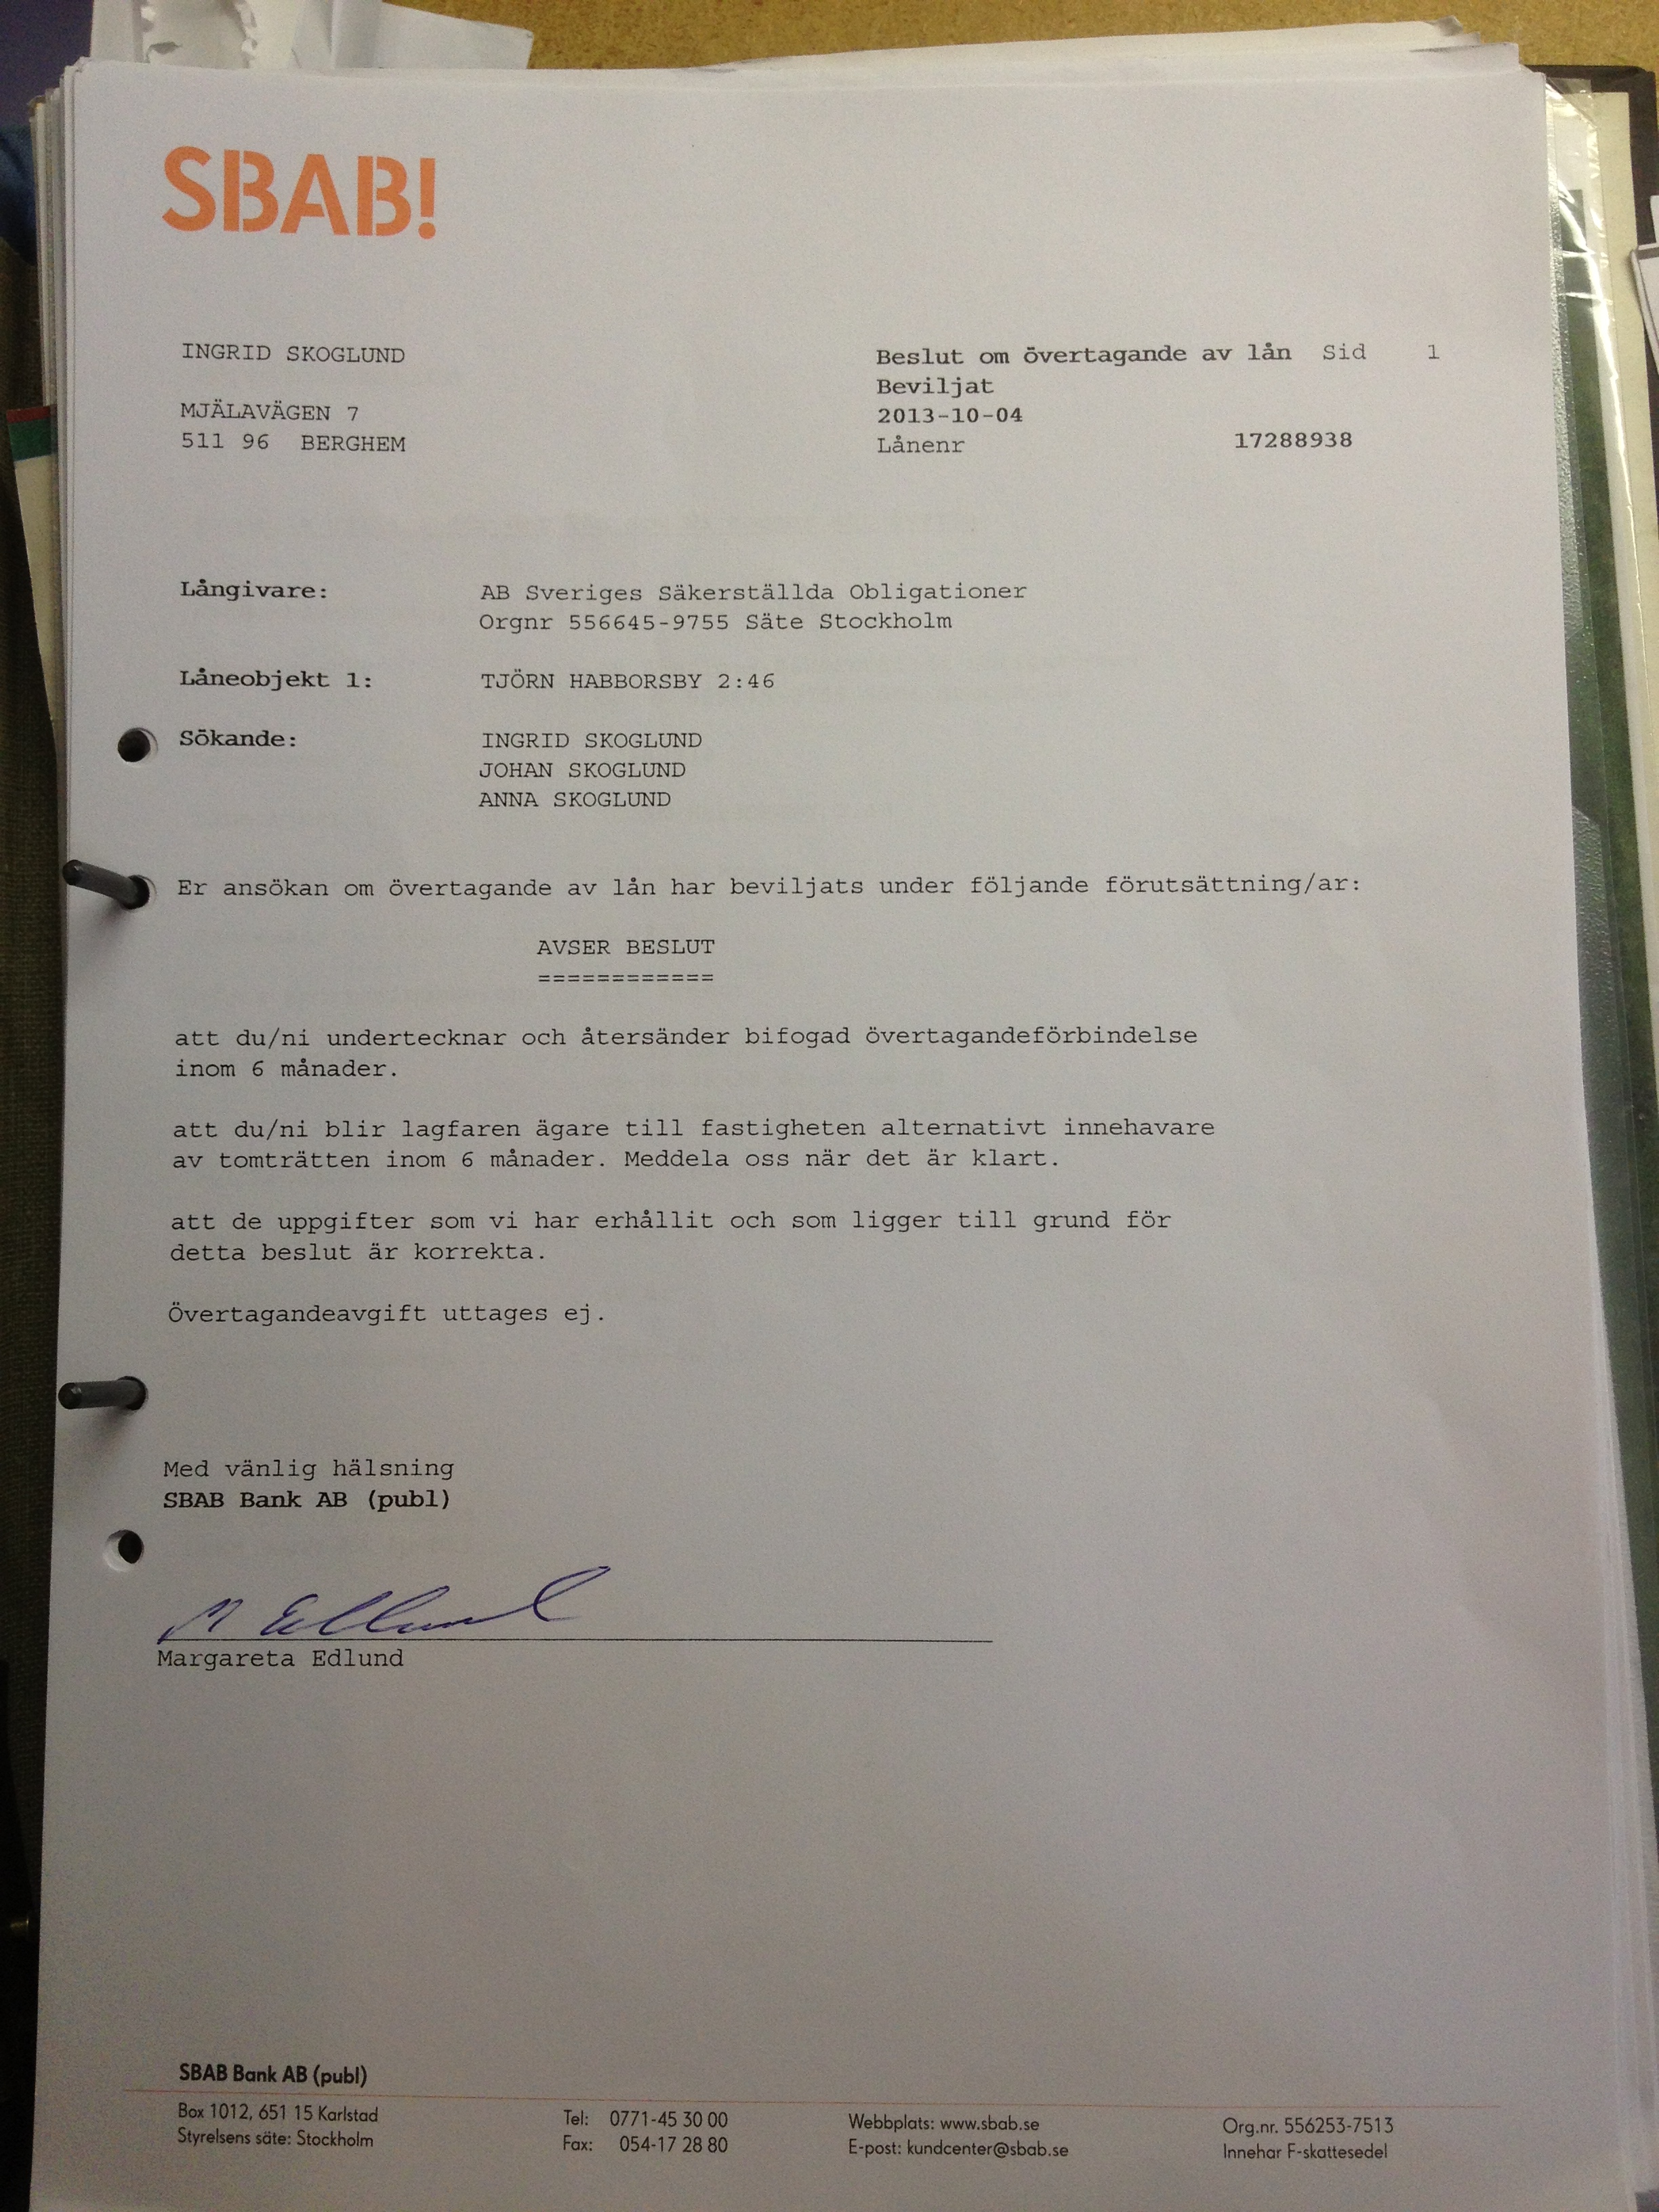 SBAB!
INGRID SKOGLUND
MJÄLAVÄGEN 7
511 96 BERGHEM
Beslut om övertagande av lån Sid 1
Beviljat
2013-10-04
Lånenr 17288938
Långivare: AB Sveriges Säkerställda Obligationer
Orgnr 556645-9755 Säte Stockholm
Låneobjekt 1: TJÖRN HABBORSBY 2:46
Sökande: INGRID SKOGLUND
JOHAN SKOGLUND
ANNA SKOGLUND
Er ansökan om övertagande av lån har beviljats under följande förutsättning/ar:
AVSER BESLUT
============
att du/ni undertecknar och återsänder bifogad övertagandeförbindelse
inom 6 månader.
att du/ni blir lagfaren ägare till fastigheten alternativt innehavare
av tomträtten inom 6 månader. Meddela oss när det är klart.
att de uppgifter som vi har erhållit och som ligger till grund för
detta beslut är korrekta.
Övertagandeavgift uttages ej.
Med vänlig hälsning
SBAB Bank AB (publ)
M Edlund
Margareta Edlund
SBAB Bank AB (publ)
Box 1012, 651 15 Karlstad
Styrelsens säte: Stockholm
Tel: 0771-45 30 00
Fax: 054-17 28 80
Webbplats: www.sbab.se
E-post: kundcenter@sbab.se
Org.nr. 556253-7513
Innehar F-skattesedel